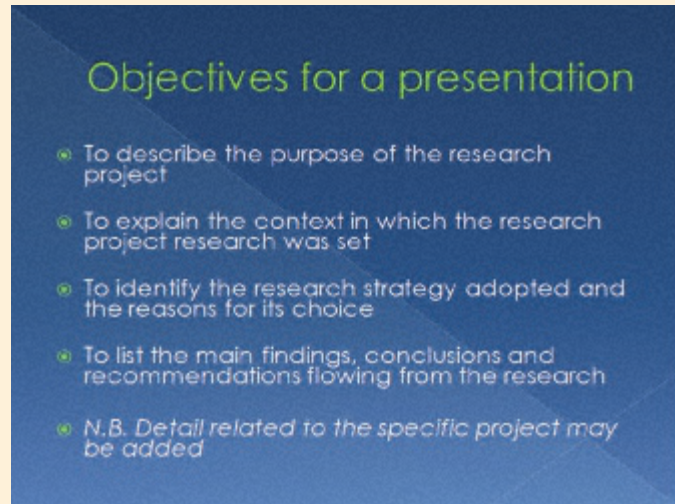 Objectives for a presentation
To describe the purpose of the research
project
To explain the context in which the research
project research was set
To identify the research strategy adopted and
the reasons for its choice
To list the main findings, conclusions and
recommendations flowing from the research
N.B. Detail related to the specific project may
be added